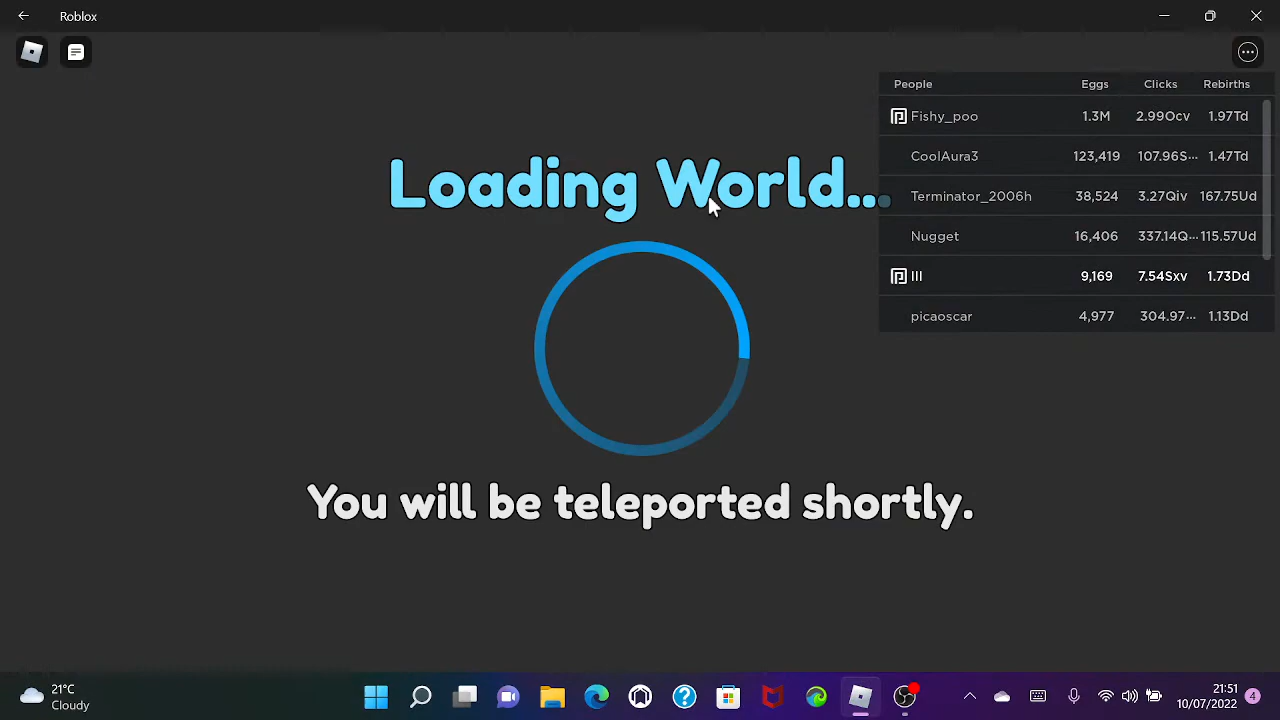 Roblox
People Eggs Clicks Rebirths
Fishy_poo 1.3M 2.99Ocv 1.97Td
CoolAura3 123,419 107.96S... 1.47Td
Terminator_2006h 38,524 3.27Qiv 167.75Ud
Nugget 16,406 337.14Q... 115.57Ud
III 9,169 7.54Sxv 1.73Dd
picaoscar 4,977 304.97... 1.13Dd
Loading World...
You will be teleported shortly.
21°C
Cloudy
21:51
10/07/2022
4